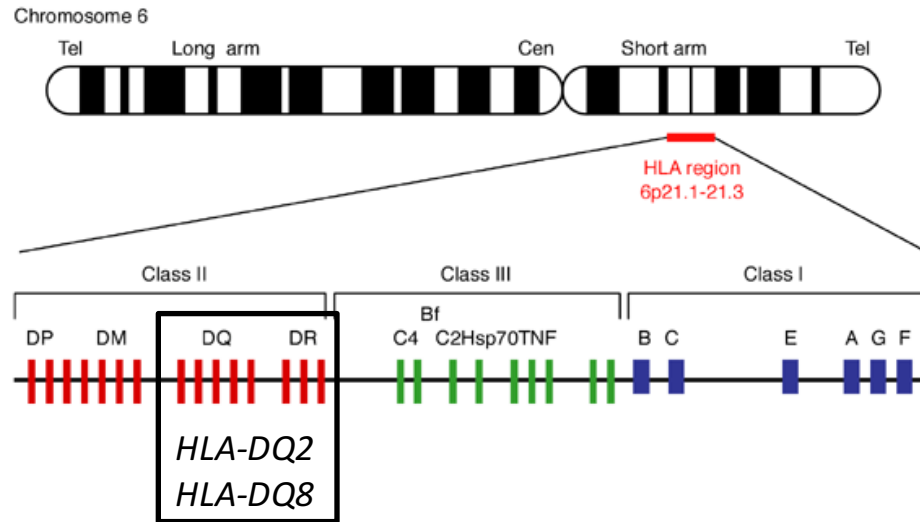 Chromosome 6
Tel Long arm Cen Short arm Tel
HLA region
6p21.1-21.3
Class II Class III Class I
Bf
DP DM DQ DR C4 C2Hsp70TNF B C E A G F
HLA-DQ2
HLA-DQ8